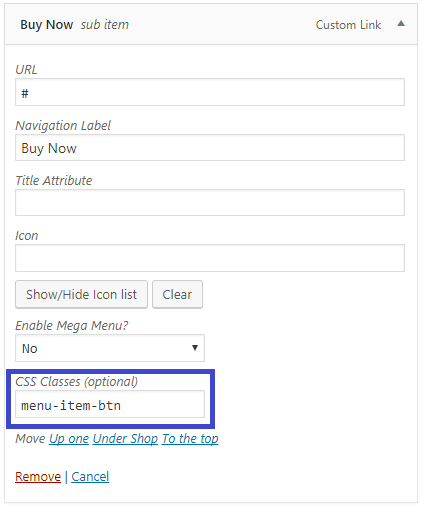 Buy Now sub item Custom Link
URL
#
Navigation Label
Buy Now
Title Attribute
Icon
Show/Hide Icon list Clear
Enable Mega Menu?
No
CSS Classes (optional)
menu-item-btn
Move Up one Under Shop To the top
Remove | Cancel